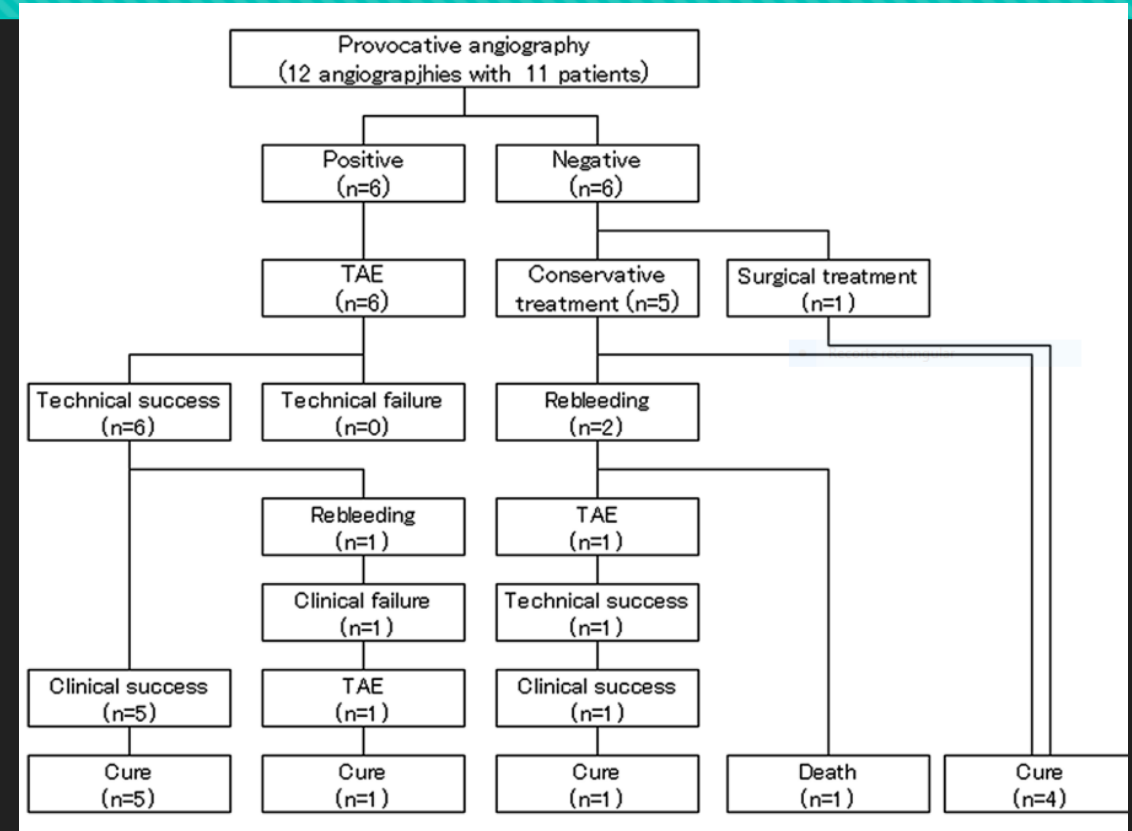 Provocative angiography
(12 angiograpjhies with 11 patients)
Positive
(n=6)
Negative
(n=6)
TAE
(n=6)
Conservative
treatment (n=5)
Surgical treatment
(n=1)
Recorte rectangular
Technical success
(n=6)
Technical failure
(n=0)
Rebleeding
(n=2)
Rebleeding
(n=1)
TAE
(n=1)
Clinical failure
(n=1)
Technical success
(n=1)
Clinical success
(n=5)
TAE
(n=1)
Clinical success
(n=1)
Cure
(n=5)
Cure
(n=1)
Cure
(n=1)
Death
(n=1)
Cure
(n=4)